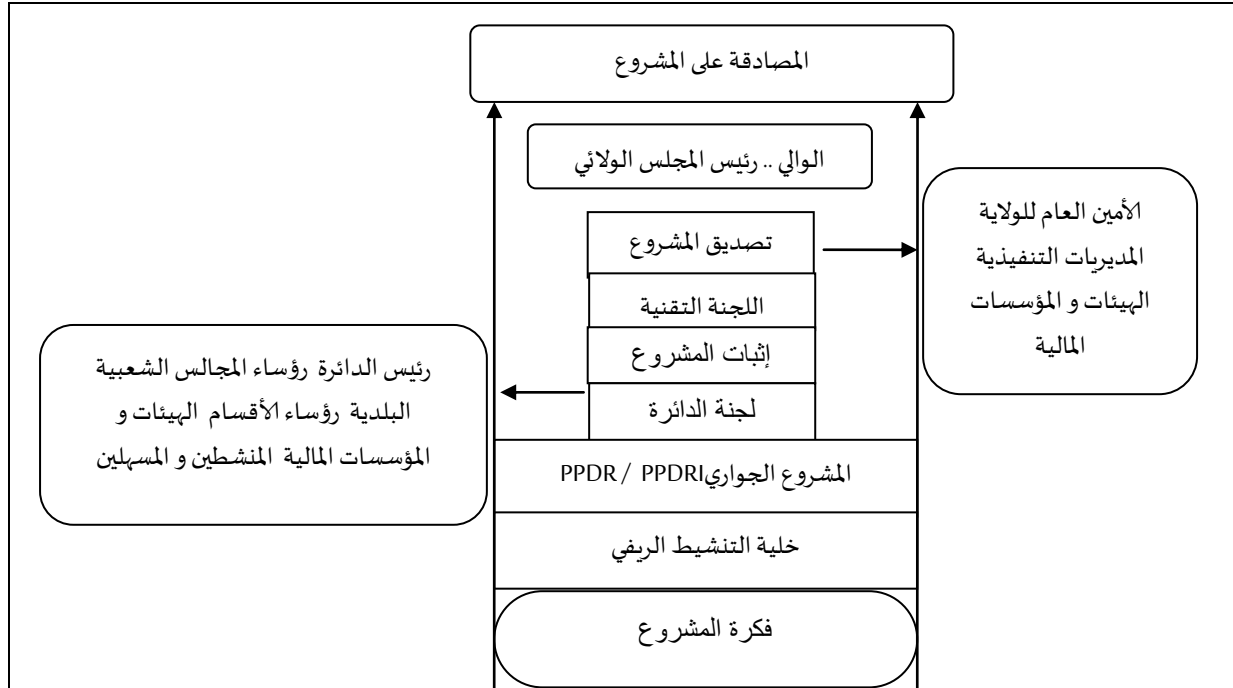 المصادقة على المشروع
الوالي .. رئيس المجلس الولائي
الأمين العام للولاية
المديريات التنفيذية
الهيئات و المؤسسات
المالية
تصديق المشروع
اللجنة التقنية
إثبات المشروع
لجنة الدائرة
رئيس الدائرة رؤساء المجالس الشعبية
البلدية رؤساء الأقسام الهيئات و
المؤسسات المالية المنشطين و المسهلين
المشروع الجواري PPDR / PPDRI
خلية التنشيط الريفي
فكرة المشروع